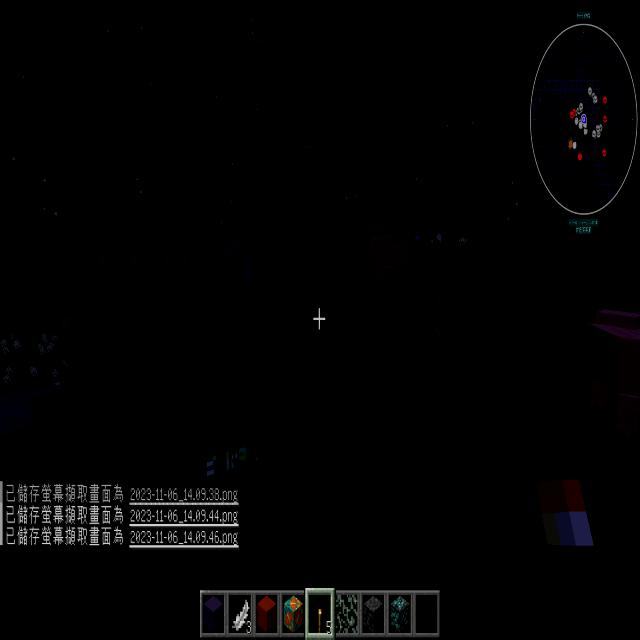 已儲存螢幕擷取畫面為 2023-11-06_14.09.38.png
已儲存螢幕擷取畫面為 2023-11-06_14.09.44.png
已儲存螢幕擷取畫面為 2023-11-06_14.09.46.png
3
5